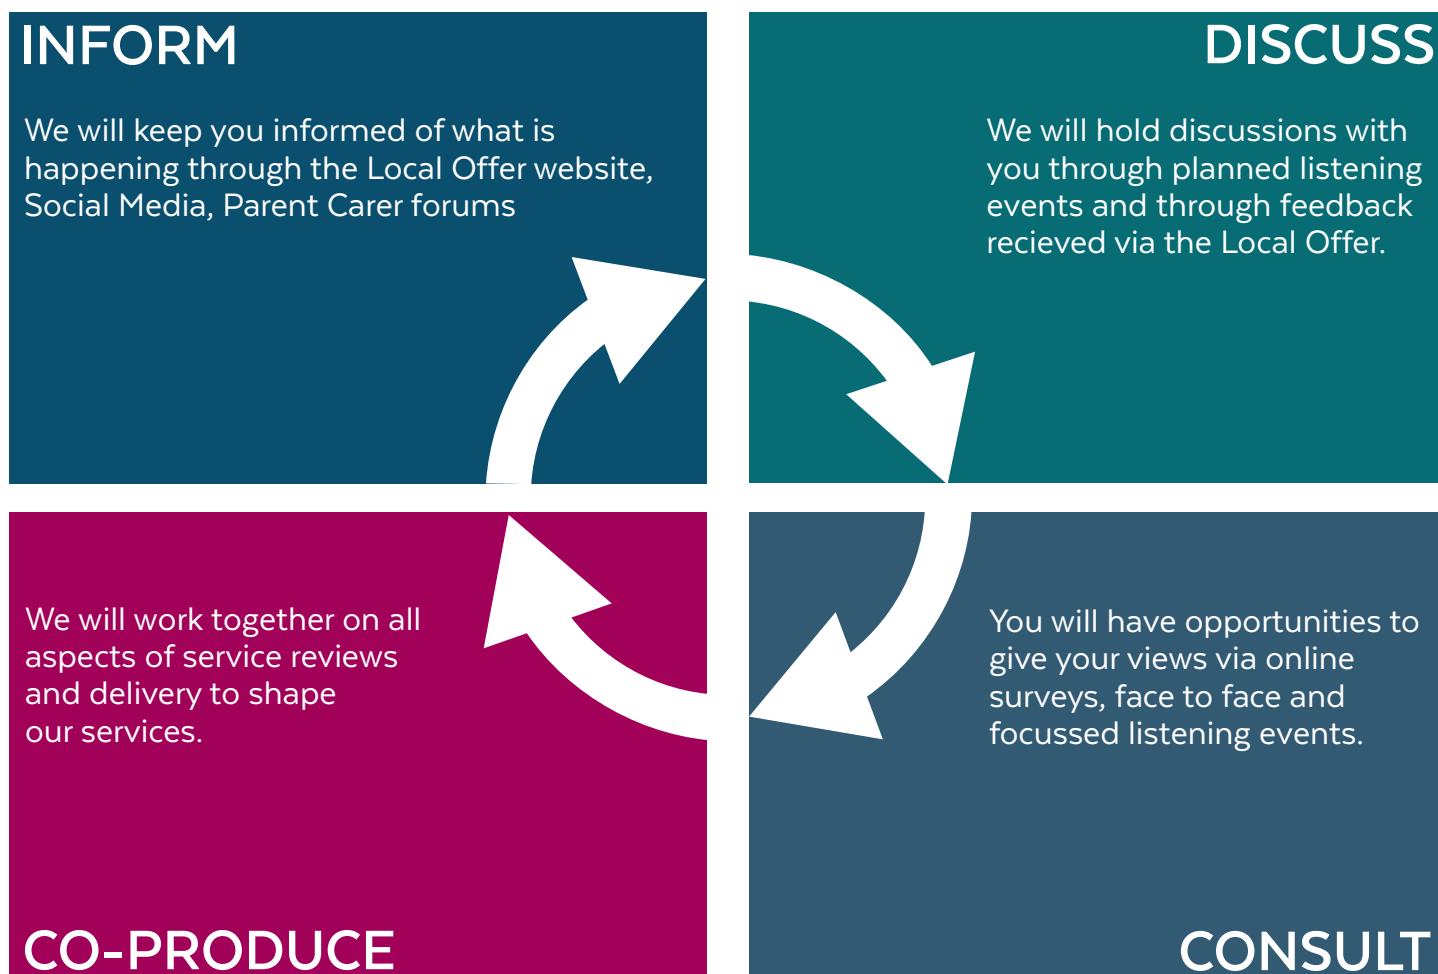 INFORM
We will keep you informed of what is
happening through the Local Offer website,
Social Media, Parent Carer forums
DISCUSS
We will hold discussions with
you through planned listening
events and through feedback
recieved via the Local Offer.
You will have opportunities to
give your views via online
surveys, face to face and
focussed listening events.
CONSULT
We will work together on all
aspects of service reviews
and delivery to shape
our services.
CO-PRODUCE